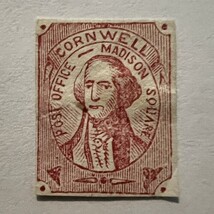 CORNWELL
POST OFFICE — MADISON SQUARE